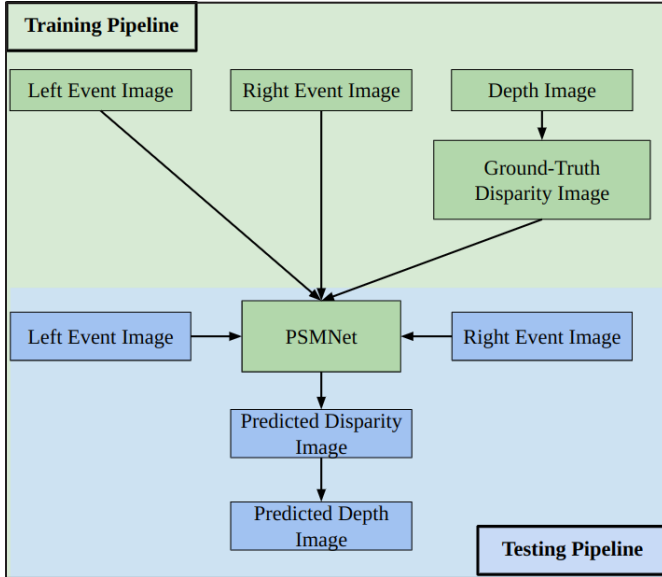 Training Pipeline
Left Event Image
Right Event Image
Depth Image
Ground-Truth
Disparity Image
Left Event Image
PSMNet
Right Event Image
Predicted Disparity
Image
Predicted Depth
Image
Testing Pipeline